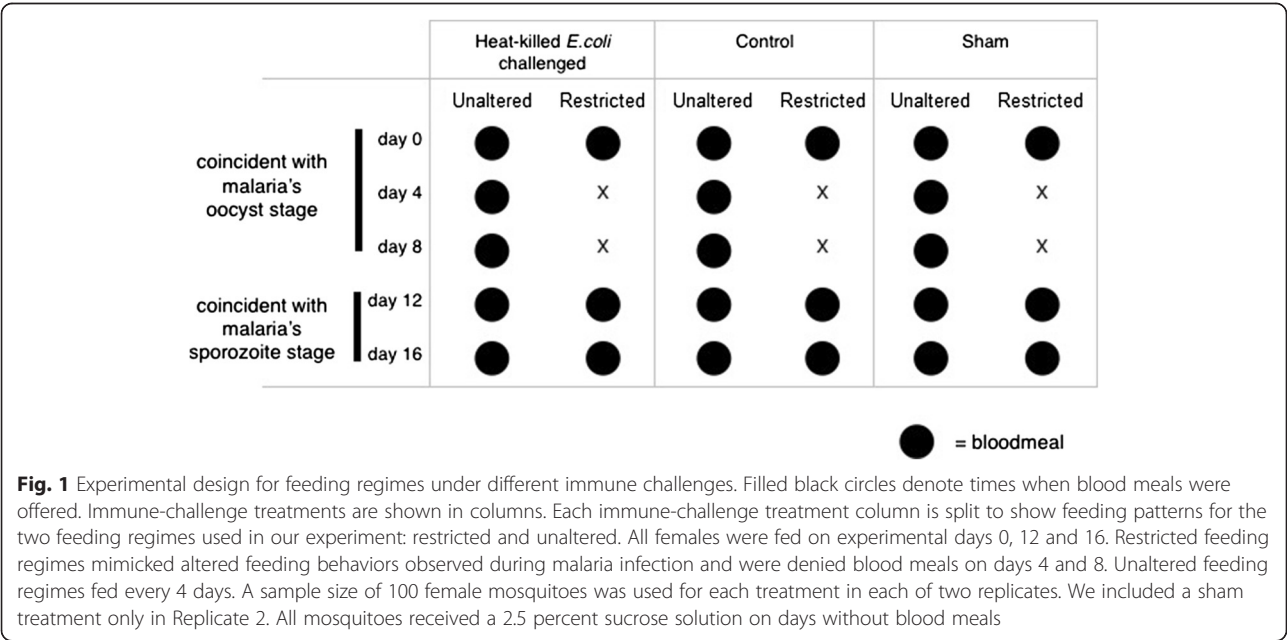 Heat-killed E.coli challenged Control Sham
Unaltered Restricted Unaltered Restricted Unaltered Restricted
coincident with
malaria's
oocyst stage
day 0
day 4 X X X
day 8 X X X
coincident with
malaria's
sporozoite stage
day 12
day 16
= bloodmeal
Fig. 1 Experimental design for feeding regimes under different immune challenges. Filled black circles denote times when blood meals were
offered. Immune-challenge treatments are shown in columns. Each immune-challenge treatment column is split to show feeding patterns for the
two feeding regimes used in our experiment: restricted and unaltered. All females were fed on experimental days 0, 12 and 16. Restricted feeding
regimes mimicked altered feeding behaviors observed during malaria infection and were denied blood meals on days 4 and 8. Unaltered feeding
regimes fed every 4 days. A sample size of 100 female mosquitoes was used for each treatment in each of two replicates. We included a sham
treatment only in Replicate 2. All mosquitoes received a 2.5 percent sucrose solution on days without blood meals